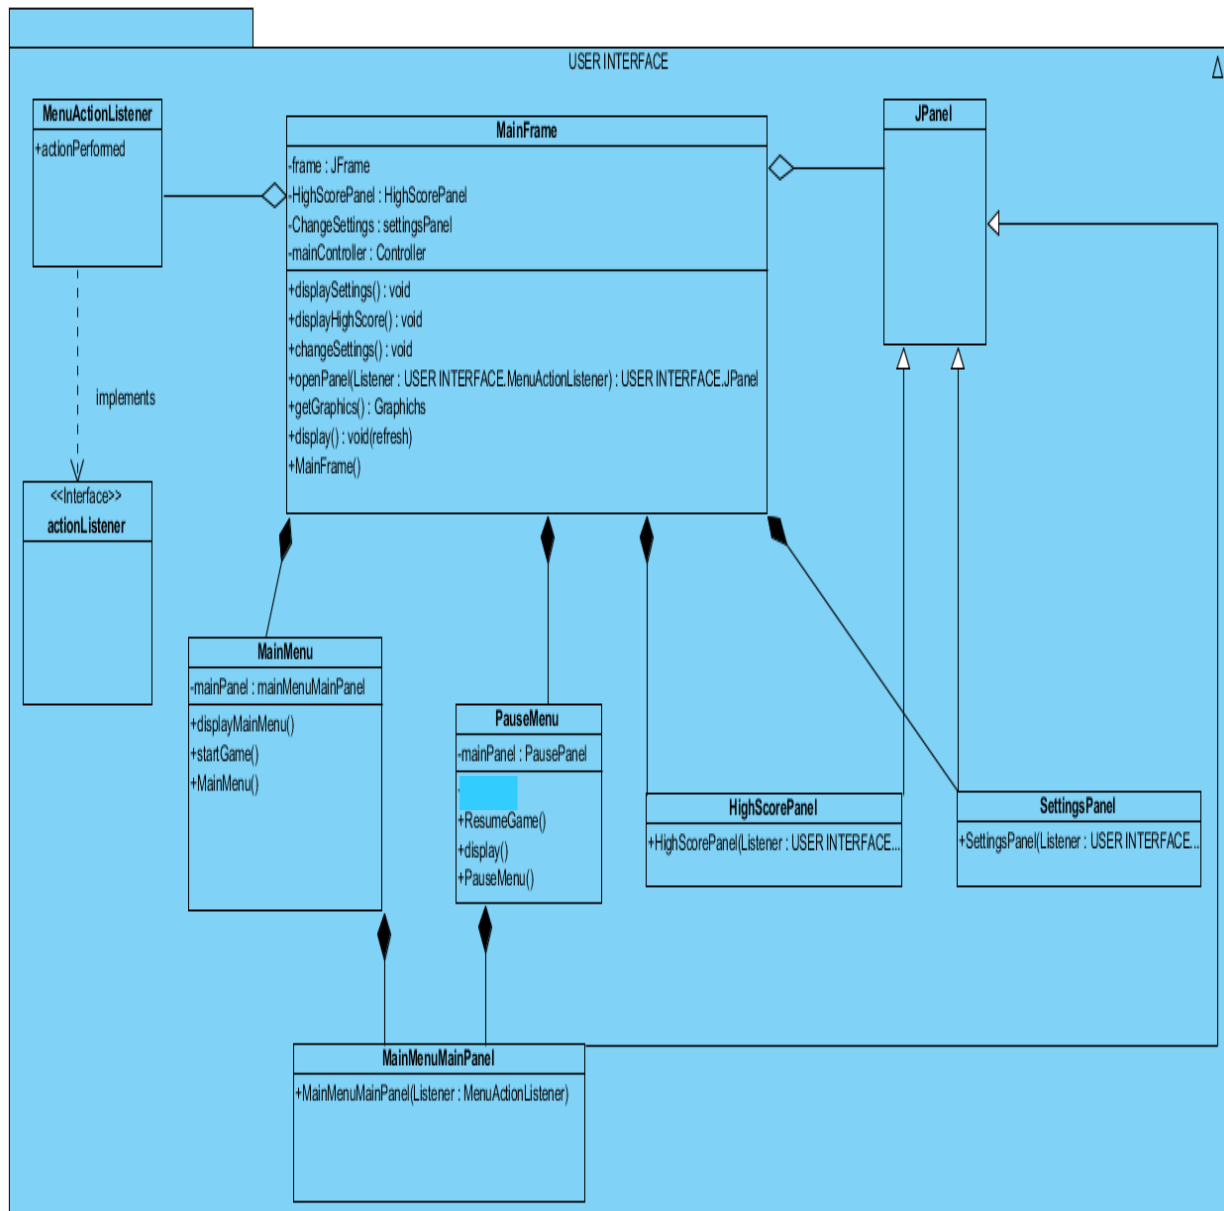 USER INTERFACE
MenuActionListener
+actionPerformed
implements
<<Interface>>
actionListener
MainFrame
-frame : JFrame
-HighScorePanel : HighScorePanel
-ChangeSettings : settingsPanel
-mainController : Controller
+displaySettings() : void
+displayHighScore() : void
+changeSettings() : void
+openPanel(Listener : USER INTERFACE.MenuActionListener) : USER INTERFACE.JPanel
+getGraphics() : Graphichs
+display() : void(refresh)
+MainFrame()
JPanel
MainMenu
-mainPanel : mainMenuMainPanel
+displayMainMenu()
+startGame()
+MainMenu()
PauseMenu
-mainPanel : PausePanel
-
+ResumeGame()
+display()
+PauseMenu()
HighScorePanel
+HighScorePanel(Listener : USER INTERFACE...
SettingsPanel
+SettingsPanel(Listener : USER INTERFACE...
MainMenuMainPanel
+MainMenuMainPanel(Listener : MenuActionListener)